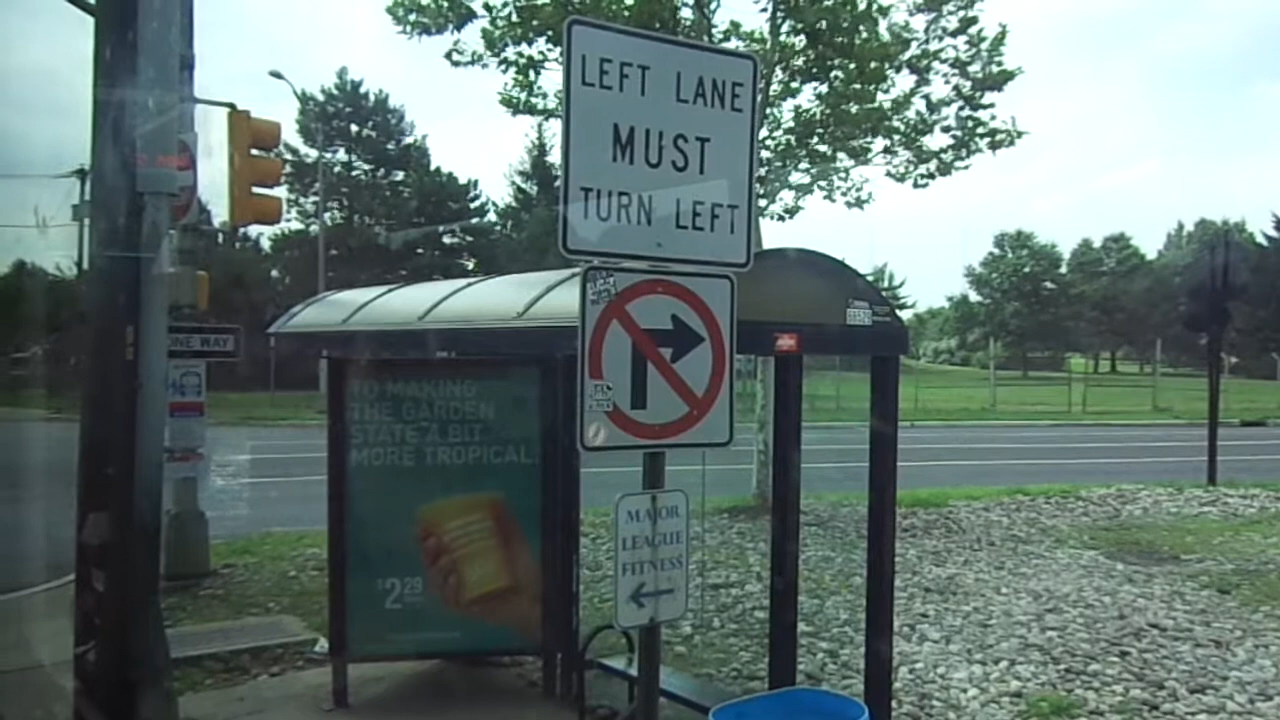 LEFT LANE
MUST
TURN LEFT
ONE WAY
TO MAKING
THE GARDEN
STATE A BIT
MORE TROPICAL.
$2.29
MAJOR
LEAGUE
FITNESS